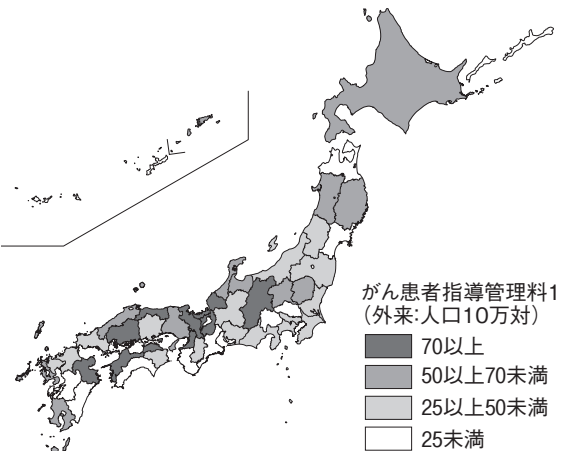 がん患者指導管理料1
（外来：人口10万対）
70以上
50以上70未満
25以上50未満
25未満